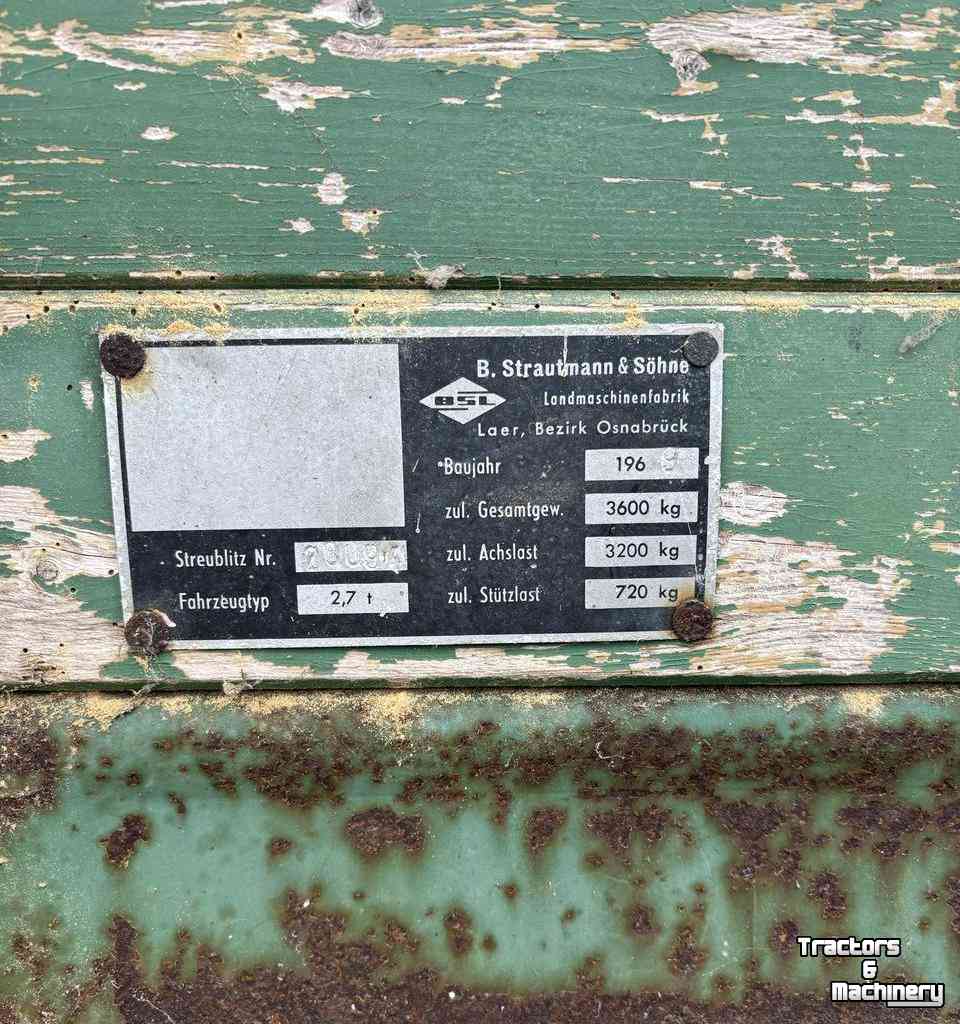 B. Strautmann & Söhne
BSL
Landmaschinenfabrik
Laer, Bezirk Osnabrück
Baujahr 196
zul. Gesamtgew. 3600 kg
zul. Achslast 3200 kg
zul. Stützlast 720 kg
Streublitz Nr.
Fahrzeugtyp 2,7 t
Tractors
&
Machinery